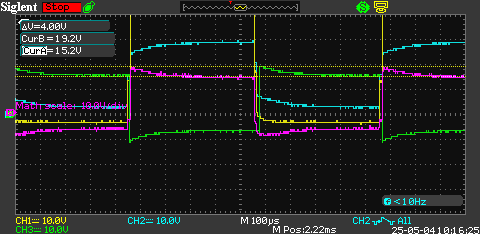 Siglent Stop
ΔV=4.00V
CurB=19.2V
CurA=15.2V
Math scale: 10.0V/div
<10Hz
CH1 10.0V CH2 10.0V M 100µs CH2 All
CH3 10.0V M Pos:2.22ms 25-05-04 10:16:25